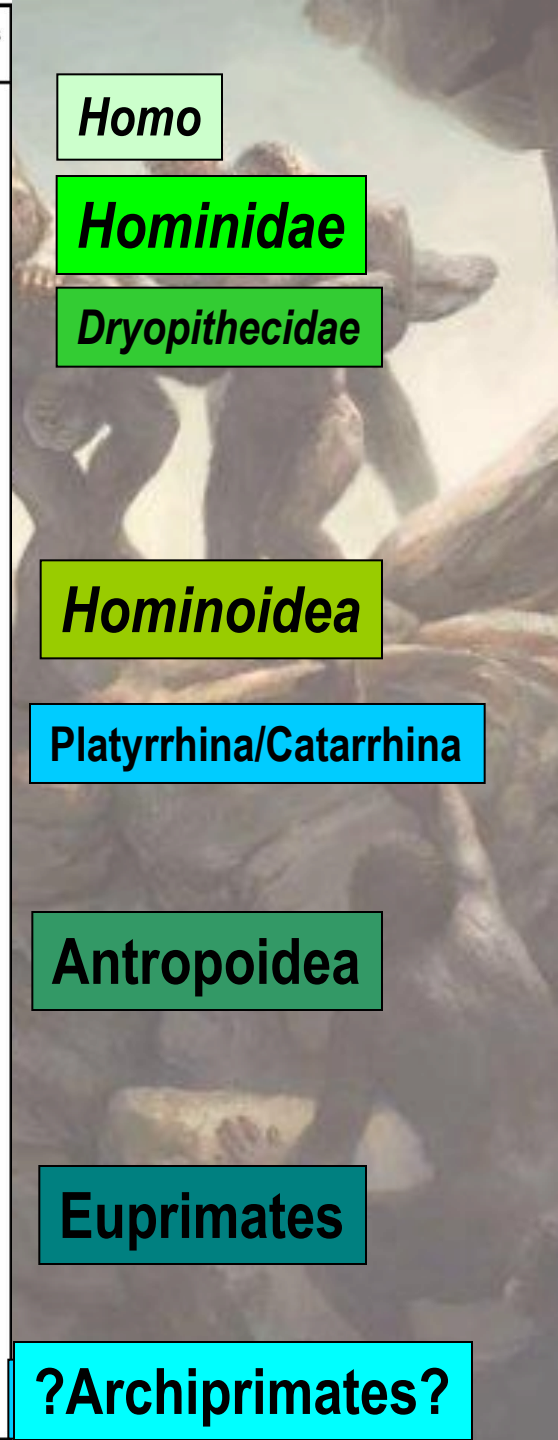 Homo
Hominidae
Dryopithecidae
Hominoidea
Platyrrhina/Catarrhina
Antropoidea
Euprimates
?Archiprimates?